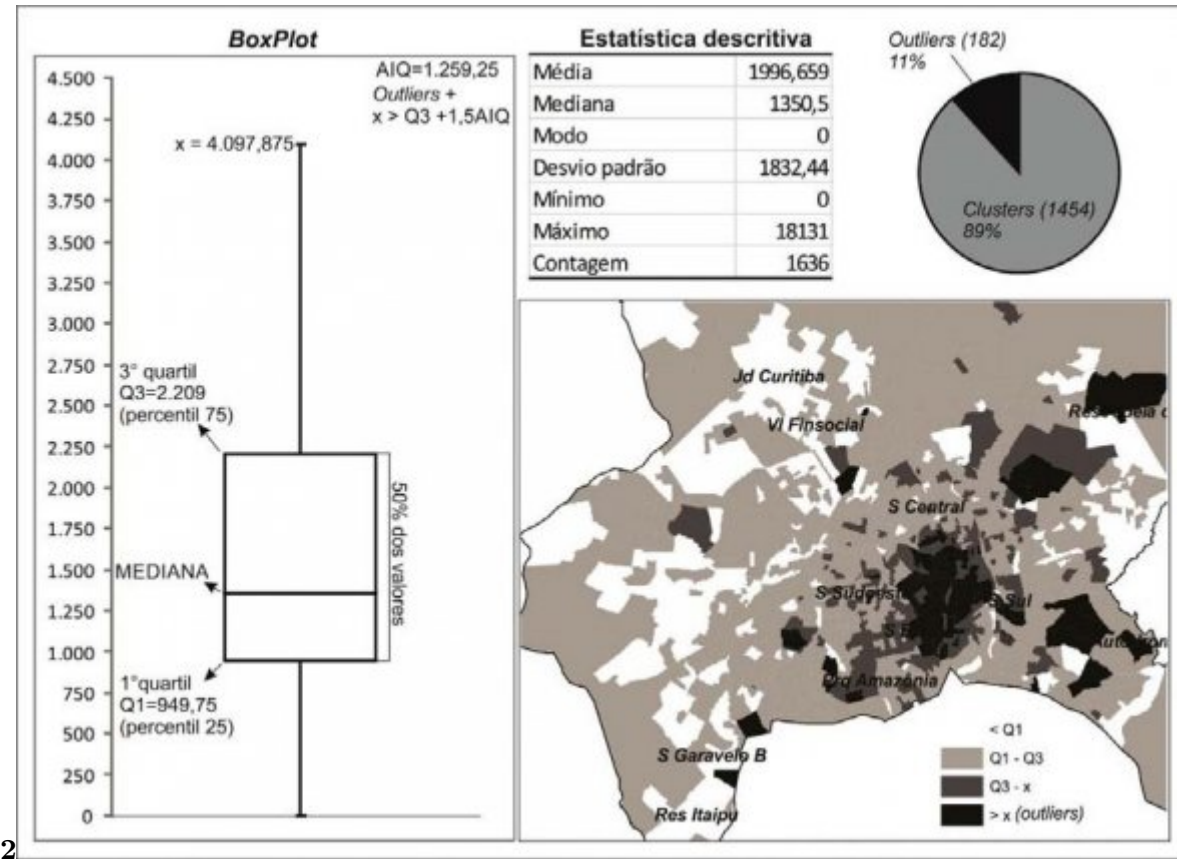 BoxPlot
4.500
4.250
4.000
3.750
3.500
3.250
3.000
2.750
2.500
2.250
2.000
1.750
1.500
1.250
1.000
750
500
250
0
AIQ=1.259,25
Outliers +
x > Q3 +1,5AIQ
x = 4.097,875
3° quartil
Q3=2.209
(percentil 75)
MEDIANA
50% dos valores
1°quartil
Q1=949,75
(percentil 25)
Estatística descritiva
Média 1996,659
Mediana 1350,5
Modo 0
Desvio padrão 1832,44
Mínimo 0
Máximo 18131
Contagem 1636
Outliers (182)
11%
Clusters (1454)
89%
Jd Curitiba
Vl Finsocial
S Central
S Sul
Prq Amazônia
S Garavelo B
Res Itaipu
< Q1
Q1 - Q3
Q3 - x
> x (outliers)
2